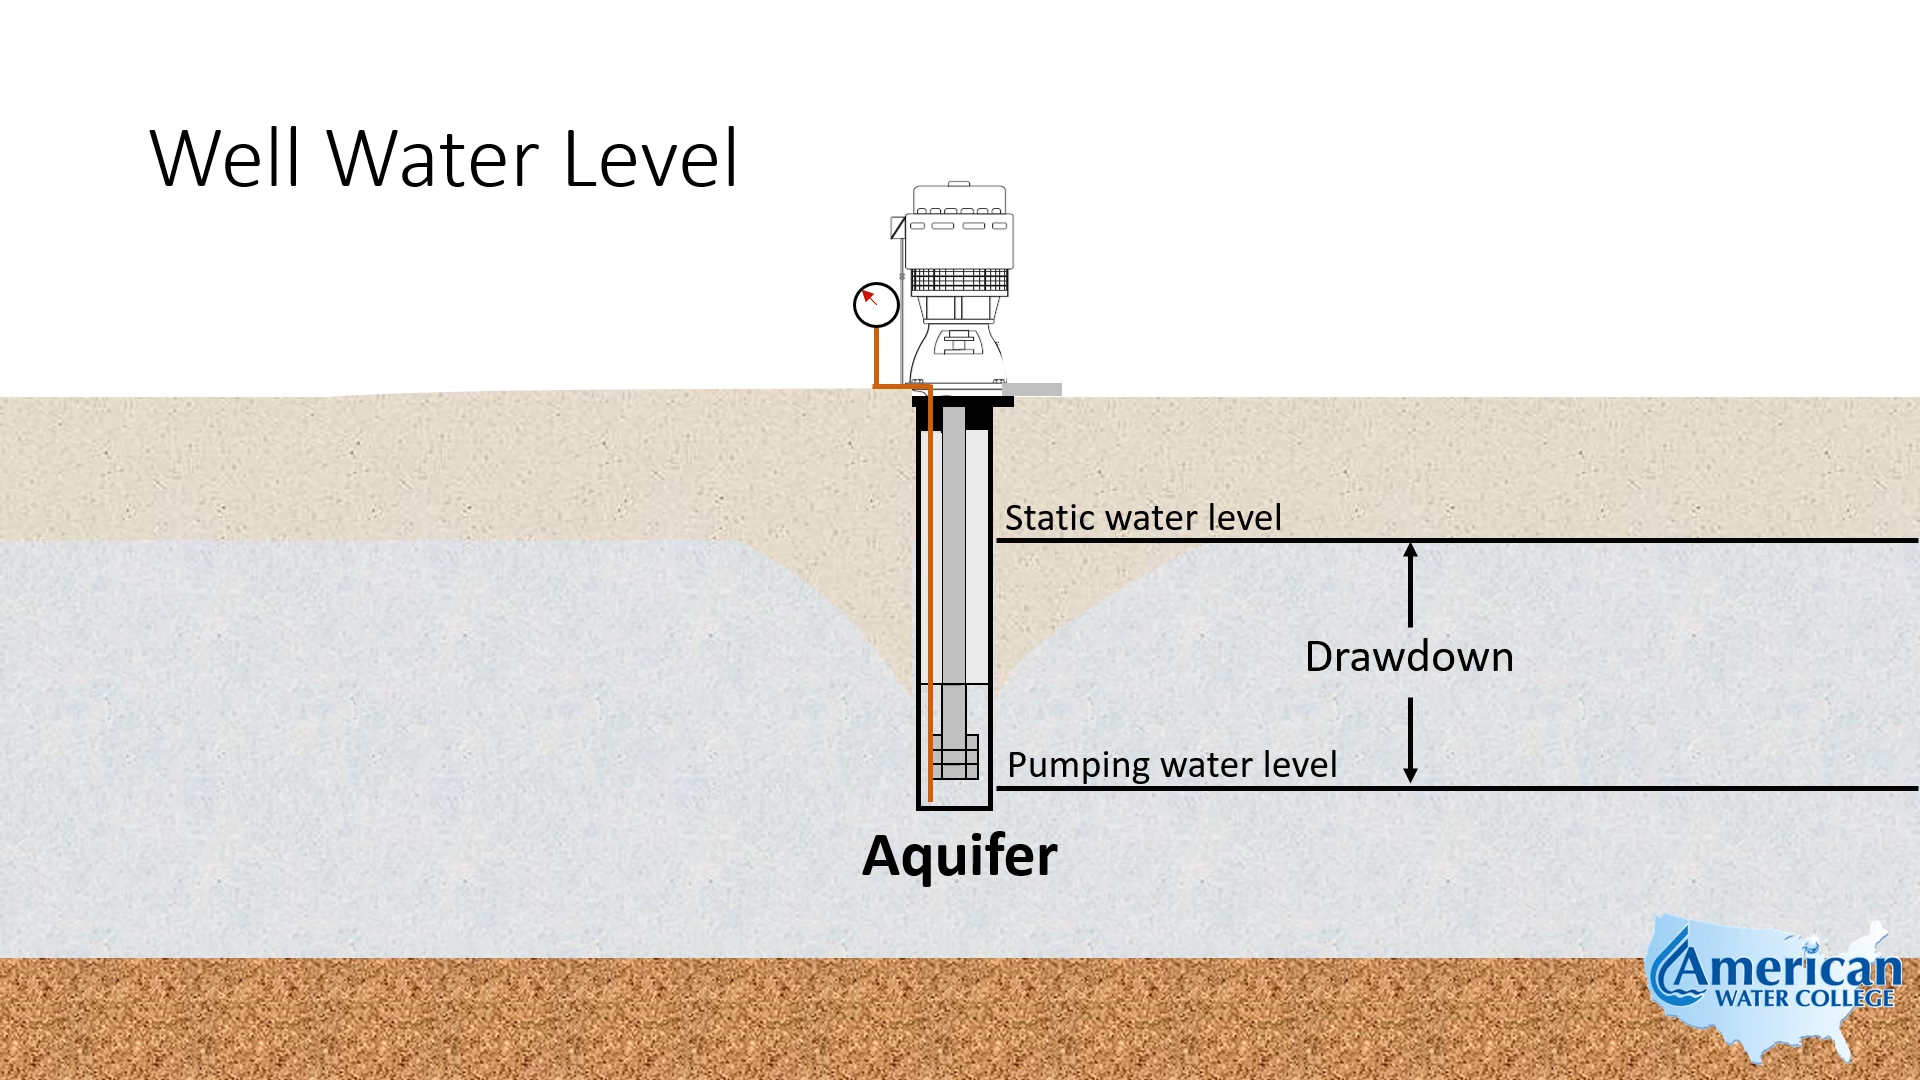 Well Water Level
Static water level
Drawdown
Pumping water level
Aquifer
American
WATER COLLEGE